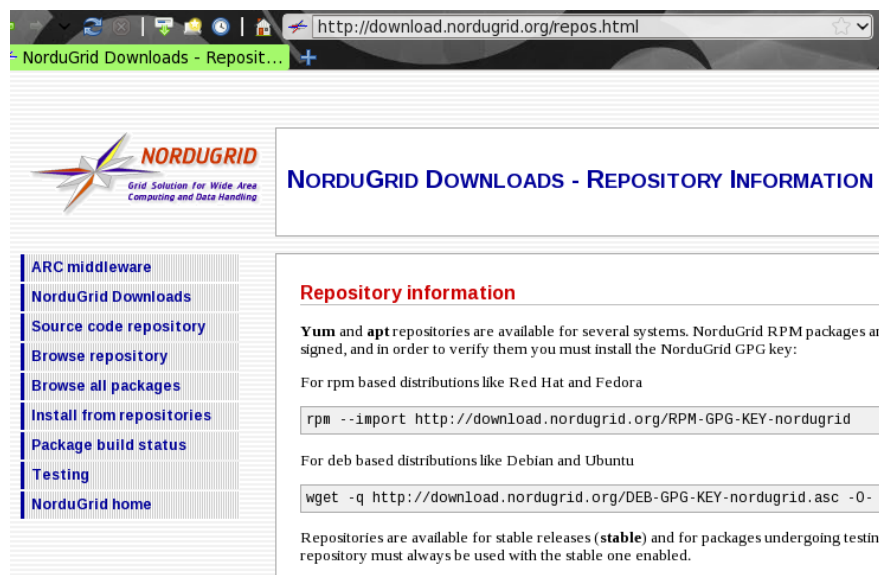 http://download.nordugrid.org/repos.html
NorduGrid Downloads - Reposit...
NORDUGRID
Grid Solution for Wide Area
Computing and Data Handling
NORDUGRID DOWNLOADS - REPOSITORY INFORMATION
ARC middleware
NorduGrid Downloads
Source code repository
Browse repository
Browse all packages
Install from repositories
Package build status
Testing
NorduGrid home
Repository information
Yum and apt repositories are available for several systems. NorduGrid RPM packages ar
signed, and in order to verify them you must install the NorduGrid GPG key:
For rpm based distributions like Red Hat and Fedora
rpm --import http://download.nordugrid.org/RPM-GPG-KEY-nordugrid
For deb based distributions like Debian and Ubuntu
wget -q http://download.nordugrid.org/DEB-GPG-KEY-nordugrid.asc -O-
Repositories are available for stable releases (stable) and for packages undergoing testin
repository must always be used with the stable one enabled.